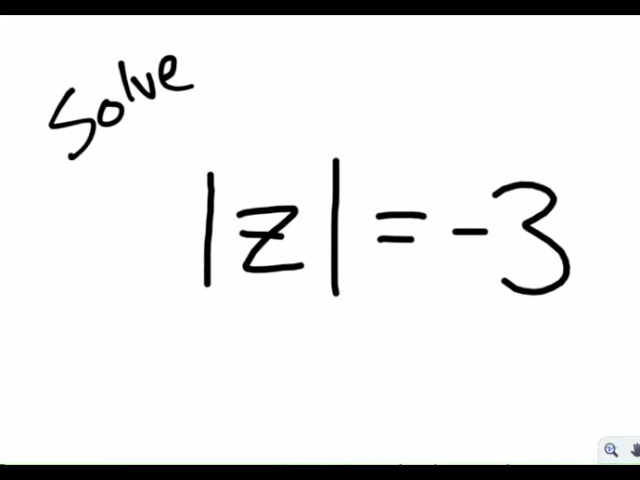 Solve
|z| = -3